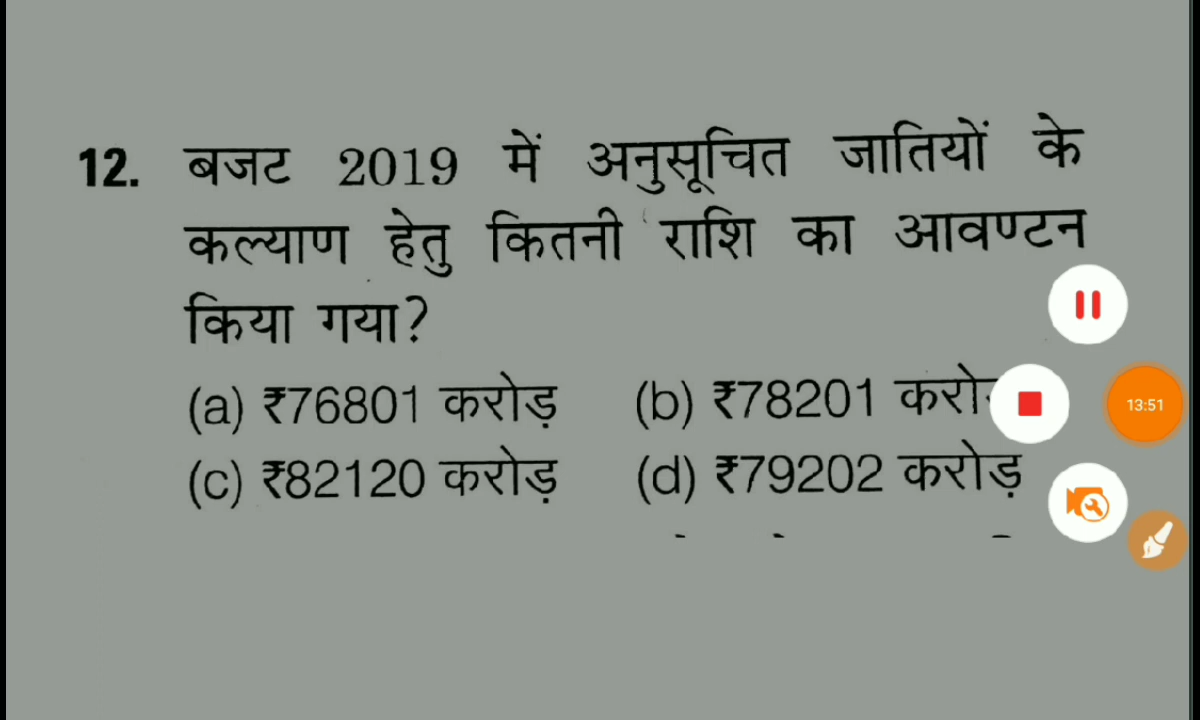 12. बजट 2019 में अनुसूचित जातियों के
कल्याण हेतु कितनी राशि का आवण्टन
किया गया?
(a) ₹76801 करोड़ (b) ₹78201
(c) ₹82120 करोड़ (d) ₹79202 करोड़
13:51